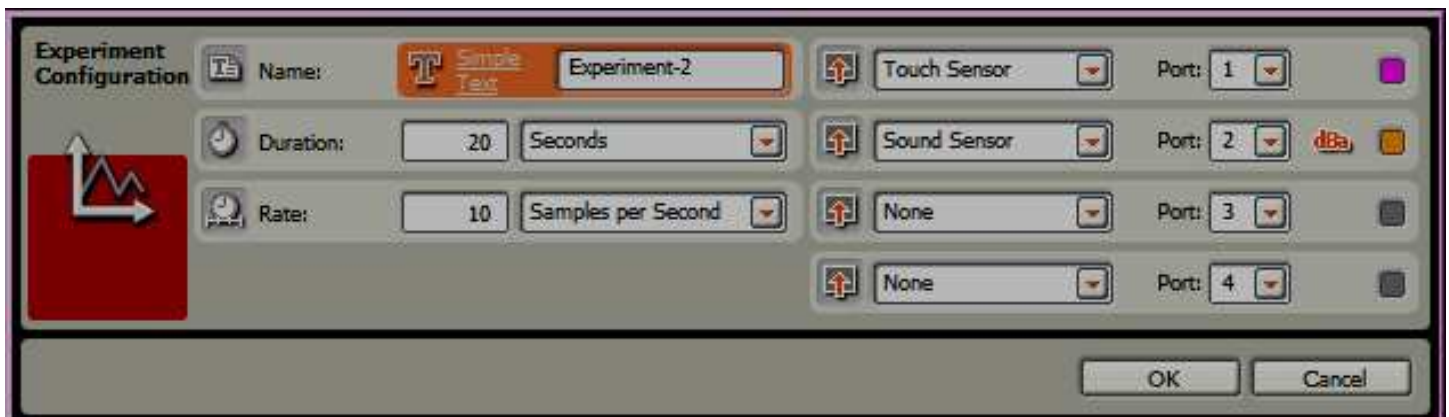 Experiment
Configuration
Name:
T Simple
Text
Experiment-2
Duration:
20 Seconds
Rate:
10 Samples per Second
Touch Sensor Port: 1
Sound Sensor Port: 2 dBa
None Port: 3
None Port: 4
OK Cancel